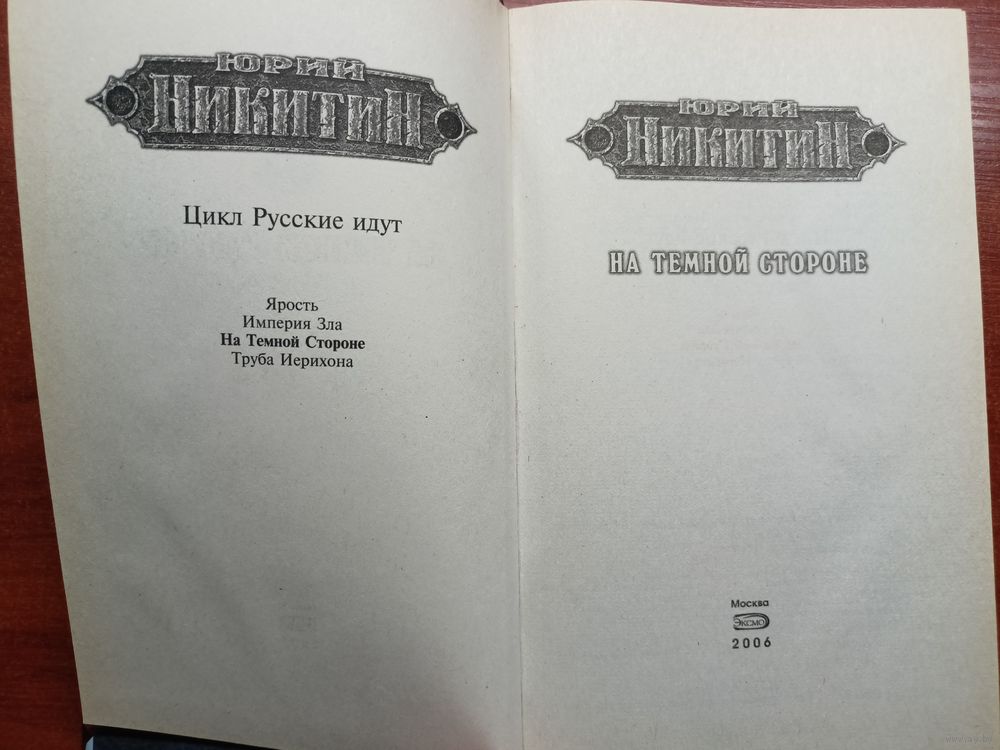 ЮРИЙ
НИКИТИН
Цикл Русские идут
Ярость
Империя Зла
На Темной Стороне
Труба Иерихона
ЮРИЙ
НИКИТИН
НА ТЕМНОЙ СТОРОНЕ
Москва
ЭКСМО
2006